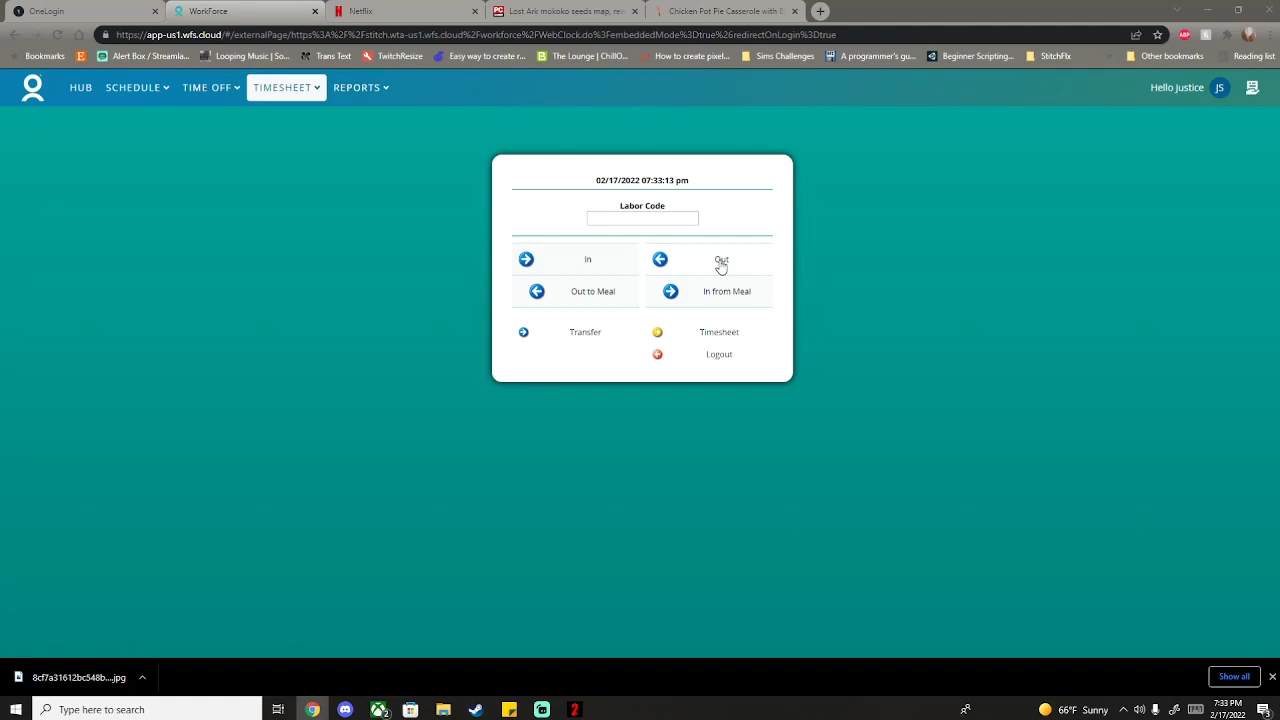 OneLogin
WorkForce
Netflix
Lost Ark mokoko seeds map, rec
Chicken Pot Pie Casserole with B
https://app-us1.wfs.cloud/#/externalPage/https%3A%2F%2Fstitch.wta-us1.wfs.cloud%2Fworkforce%2FWebClock.do%3FembeddedMode%3Dtrue%26redirectOnLogin%3Dtrue
Bookmarks
Alert Box / Streamla...
Looping Music | So...
Trans Text
TwitchResize
Easy way to create r...
The Lounge | ChillO...
How to create pixel...
Sims Challenges
A programmer's gu...
Beginner Scripting...
StitchFix
Other bookmarks
Reading list
HUB
SCHEDULE
TIME OFF
TIMESHEET
REPORTS
Hello Justice
JS
02/17/2022 07:33:13 pm
Labor Code
In
Out
Out to Meal
In from Meal
Transfer
Timesheet
Logout
8cf7a31612bc548b....jpg
Show all
Type here to search
66°F Sunny
7:33 PM
2/17/2022